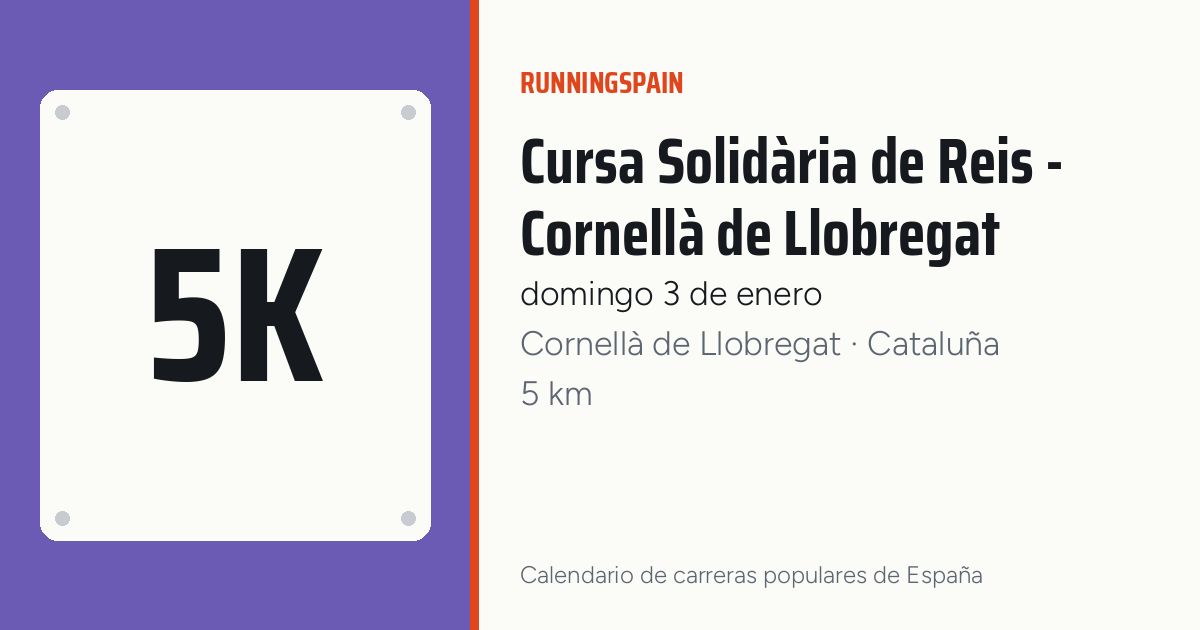 5K
RUNNINGSPAIN
Cursa Solidària de Reis -
Cornellà de Llobregat
domingo 3 de enero
Cornellà de Llobregat · Cataluña
5 km
Calendario de carreras populares de España